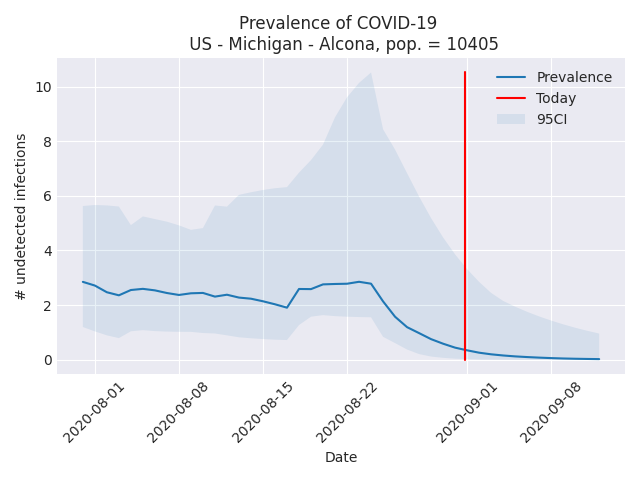 Prevalence of COVID-19
US - Michigan - Alcona, pop. = 10405
Prevalence
Today
95CI
# undetected infections
10
8
6
4
2
0
2020-08-01
2020-08-08
2020-08-15
2020-08-22
2020-09-01
2020-09-08
Date